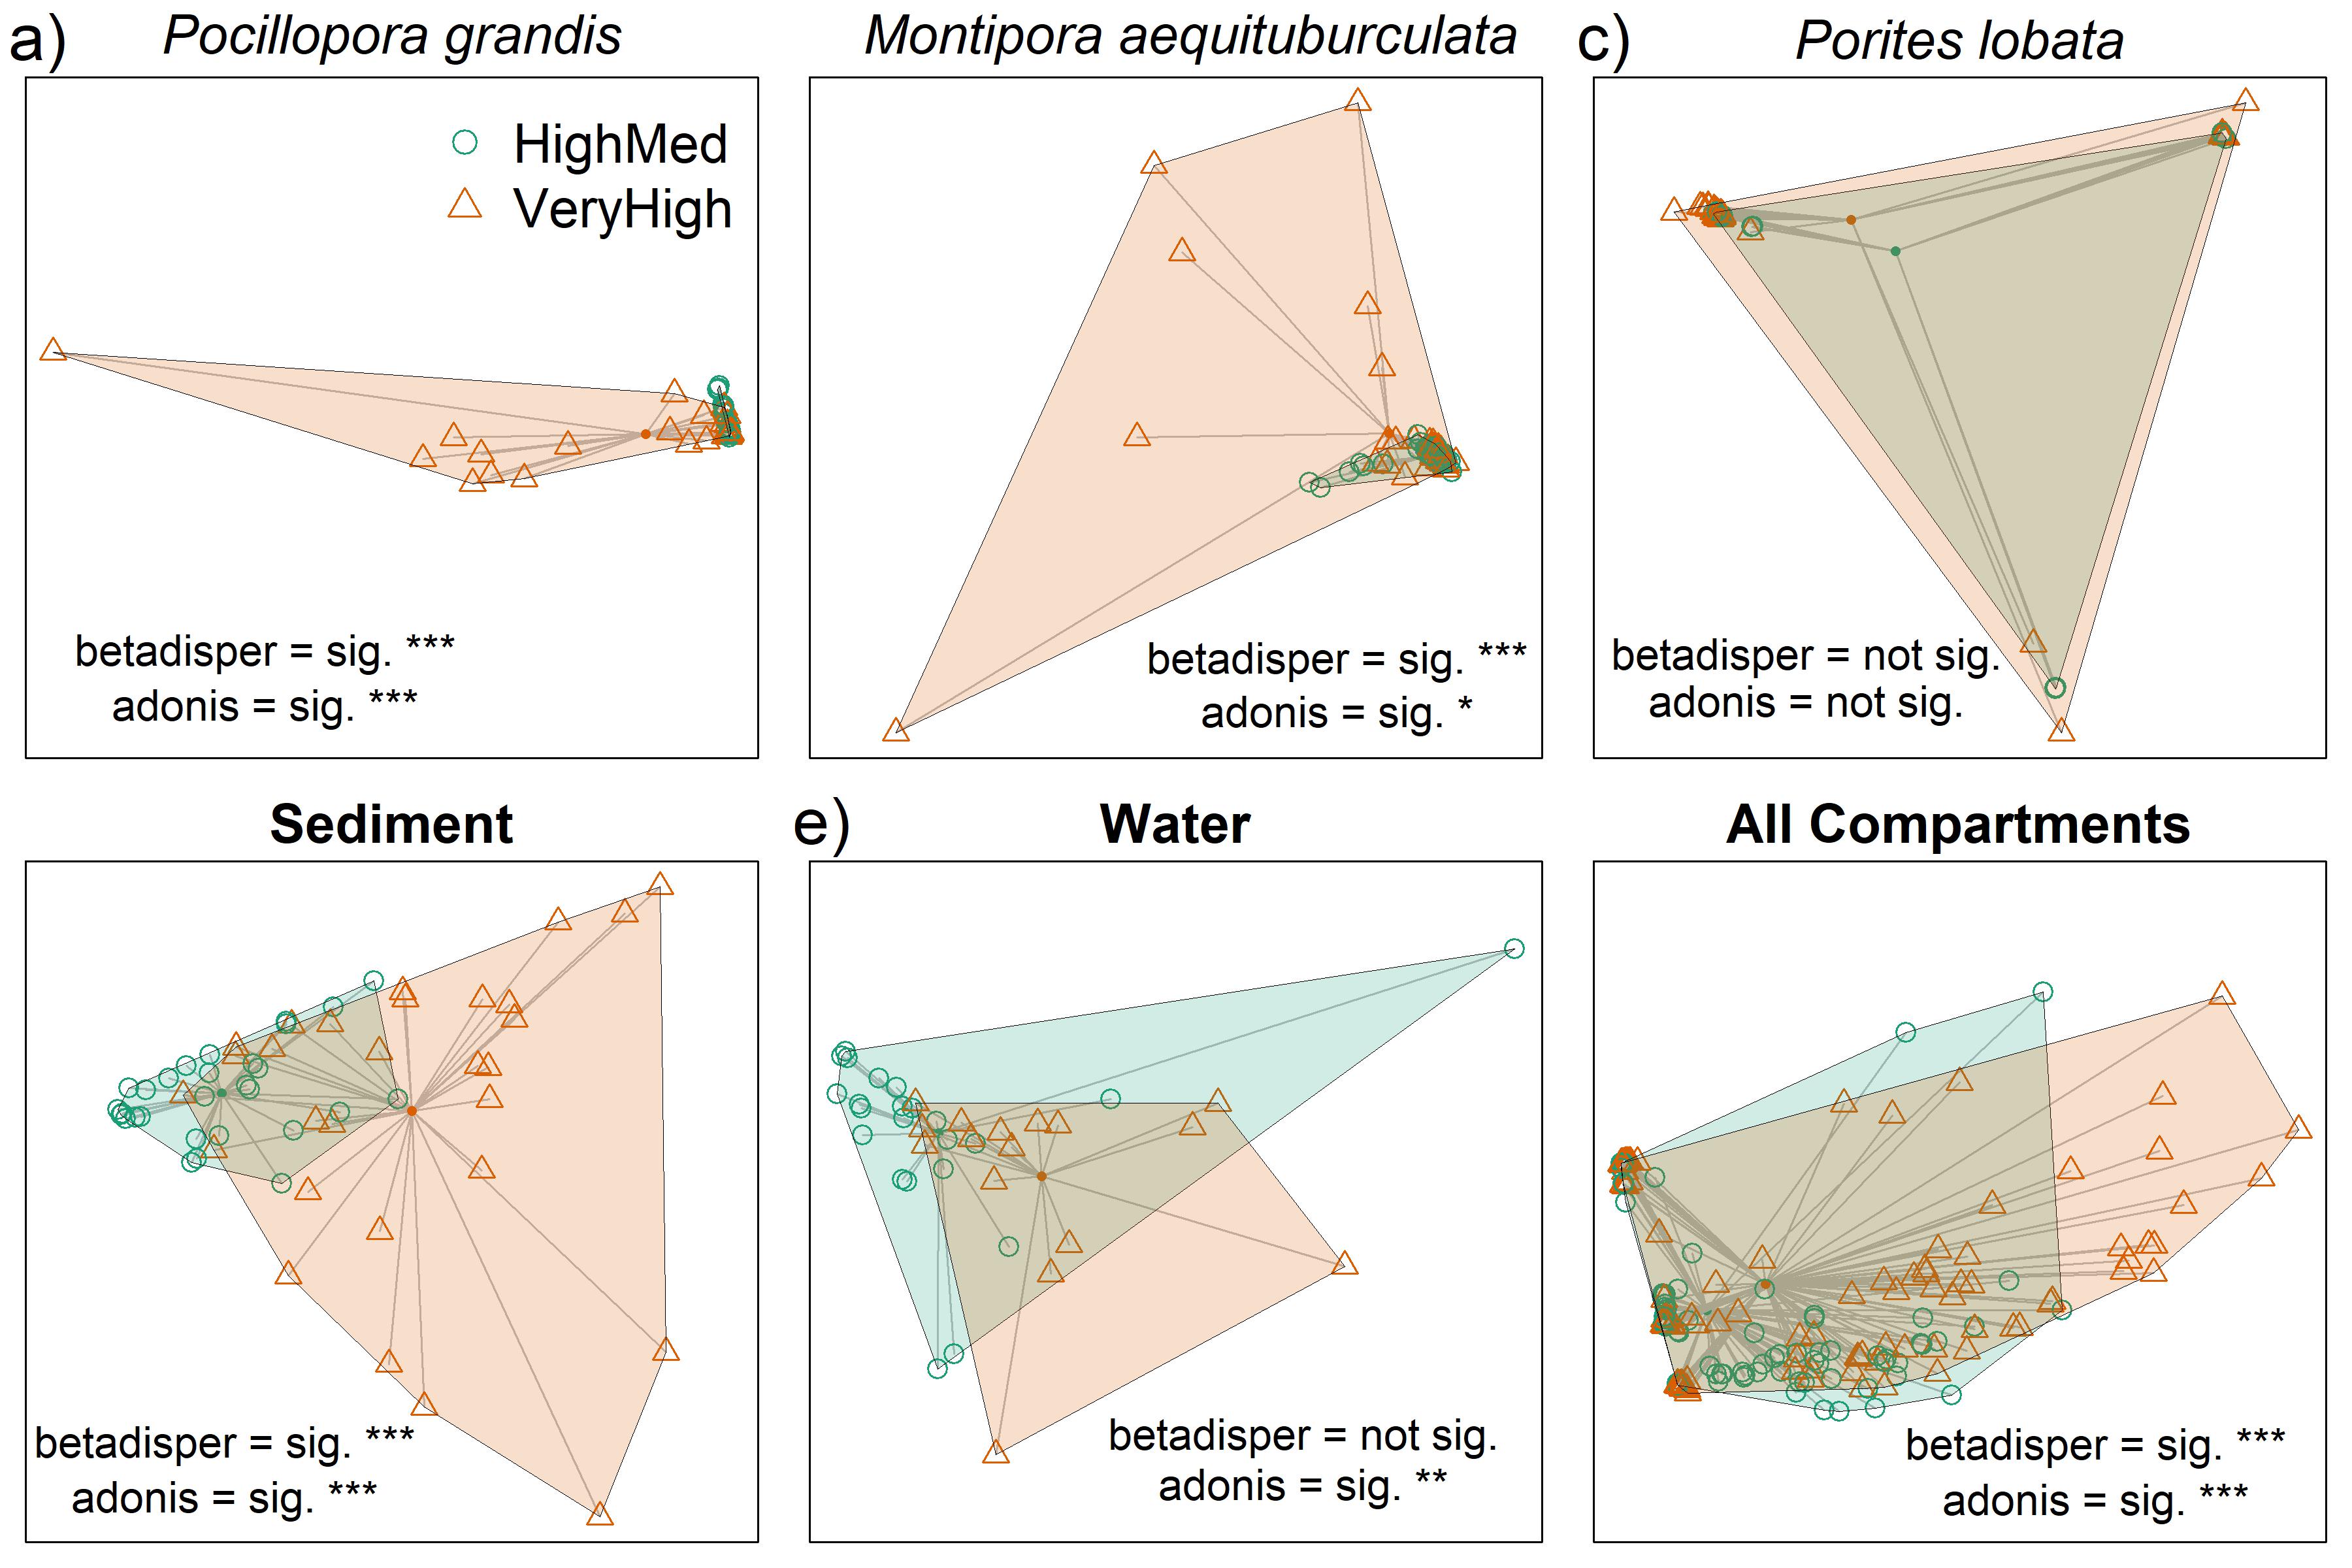 a)
Pocillopora grandis
Montipora aequituburculata
c)
Porites lobata
HighMed
VeryHigh
betadisper = sig. ***
adonis = sig. ***
betadisper = sig. ***
adonis = sig. *
betadisper = not sig.
adonis = not sig.
Sediment
e)
Water
All Compartments
betadisper = sig. ***
adonis = sig. ***
betadisper = not sig.
adonis = sig. **
betadisper = sig. ***
adonis = sig. ***